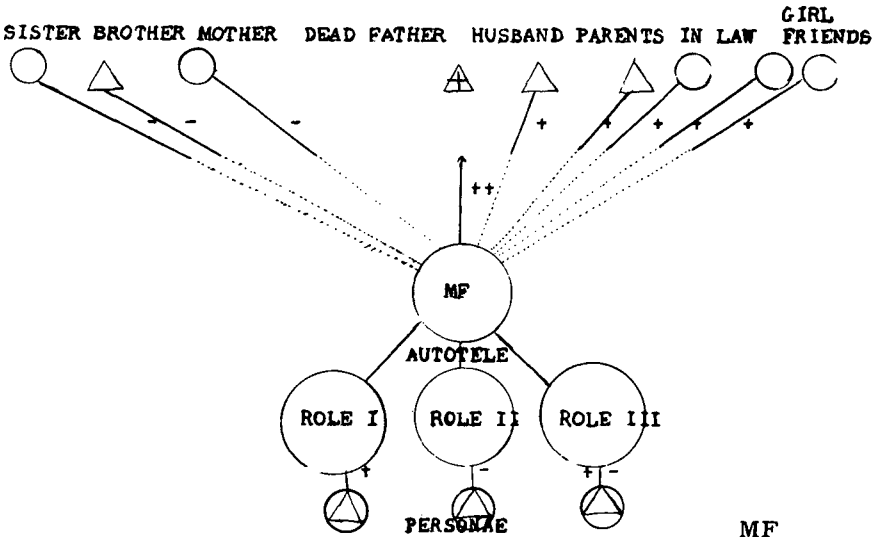 GIRL
SISTER BROTHER MOTHER DEAD FATHER HUSBAND PARENTS IN LAW FRIENDS
- - - + + + + +
++
MF
AUTOTELE
ROLE I ROLE II ROLE III
+ - + -
PERSONAE
MF